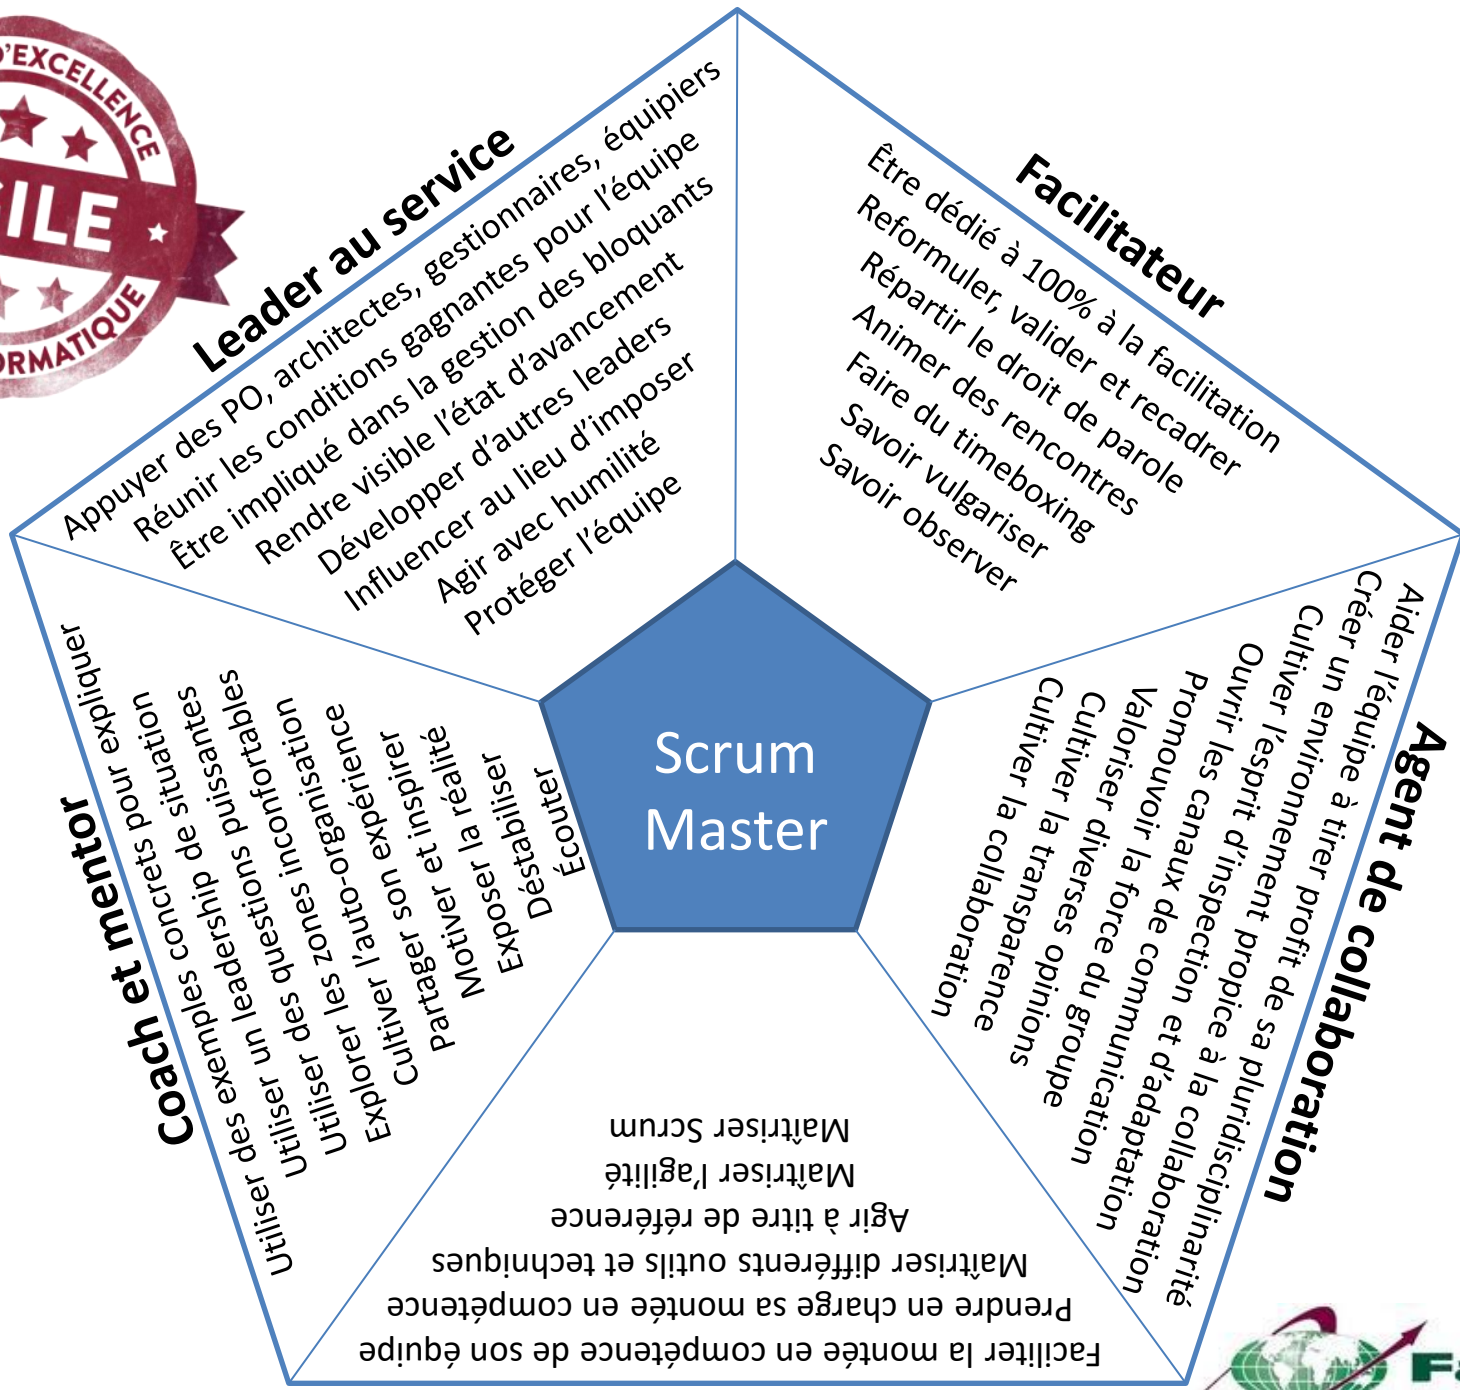 D'EXCELLENCE
GILE
ORMATIQUE
Leader au service
Appuyer des PO, architectes, gestionnaires, équipiers
Réunir les conditions gagnantes pour l'équipe
Être impliqué dans la gestion des bloquants
Rendre visible l'état d'avancement
Développer d'autres leaders
Influencer au lieu d'imposer
Agir avec humilité
Protéger l'équipe
Facilitateur
Être dédié à 100% à la facilitation
Reformuler, valider et recadrer
Répartir le droit de parole
Animer des rencontres
Faire du timeboxing
Savoir vulgariser
Savoir observer
Agent de collaboration
Aider l'équipe à tirer profit de sa pluridisciplinarité
Créer un environnement propice à la collaboration
Cultiver l'esprit d'inspection et d'adaptation
Ouvrir les canaux de communication
Promouvoir la force du groupe
Valoriser diverses opinions
Cultiver la transparence
Cultiver la collaboration
Faciliter la montée en compétence de son équipe
Prendre en charge sa montée en compétence
Maîtriser différents outils et techniques
Agir à titre de référence
Maîtriser l'agilité
Maîtriser Scrum
Coach et mentor
Utiliser des exemples concrets pour expliquer
Utiliser un leadership de situation
Utiliser des questions puissantes
Explorer les zones inconfortables
Cultiver l'auto-organisation
Partager son expérience
Motiver et inspirer
Exposer la réalité
Déstabiliser
Écouter
Scrum
Master
Fa